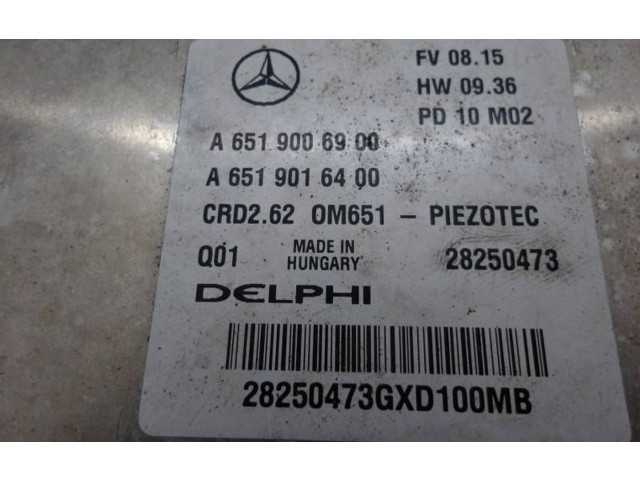 FV 08.15
HW 09.36
PD 10 M02
A 651 900 69 00
A 651 901 64 00
CRD2.62 OM651 - PIEZOTEC
Q01 MADE IN HUNGARY 28250473
DELPHI
28250473GXD100MB